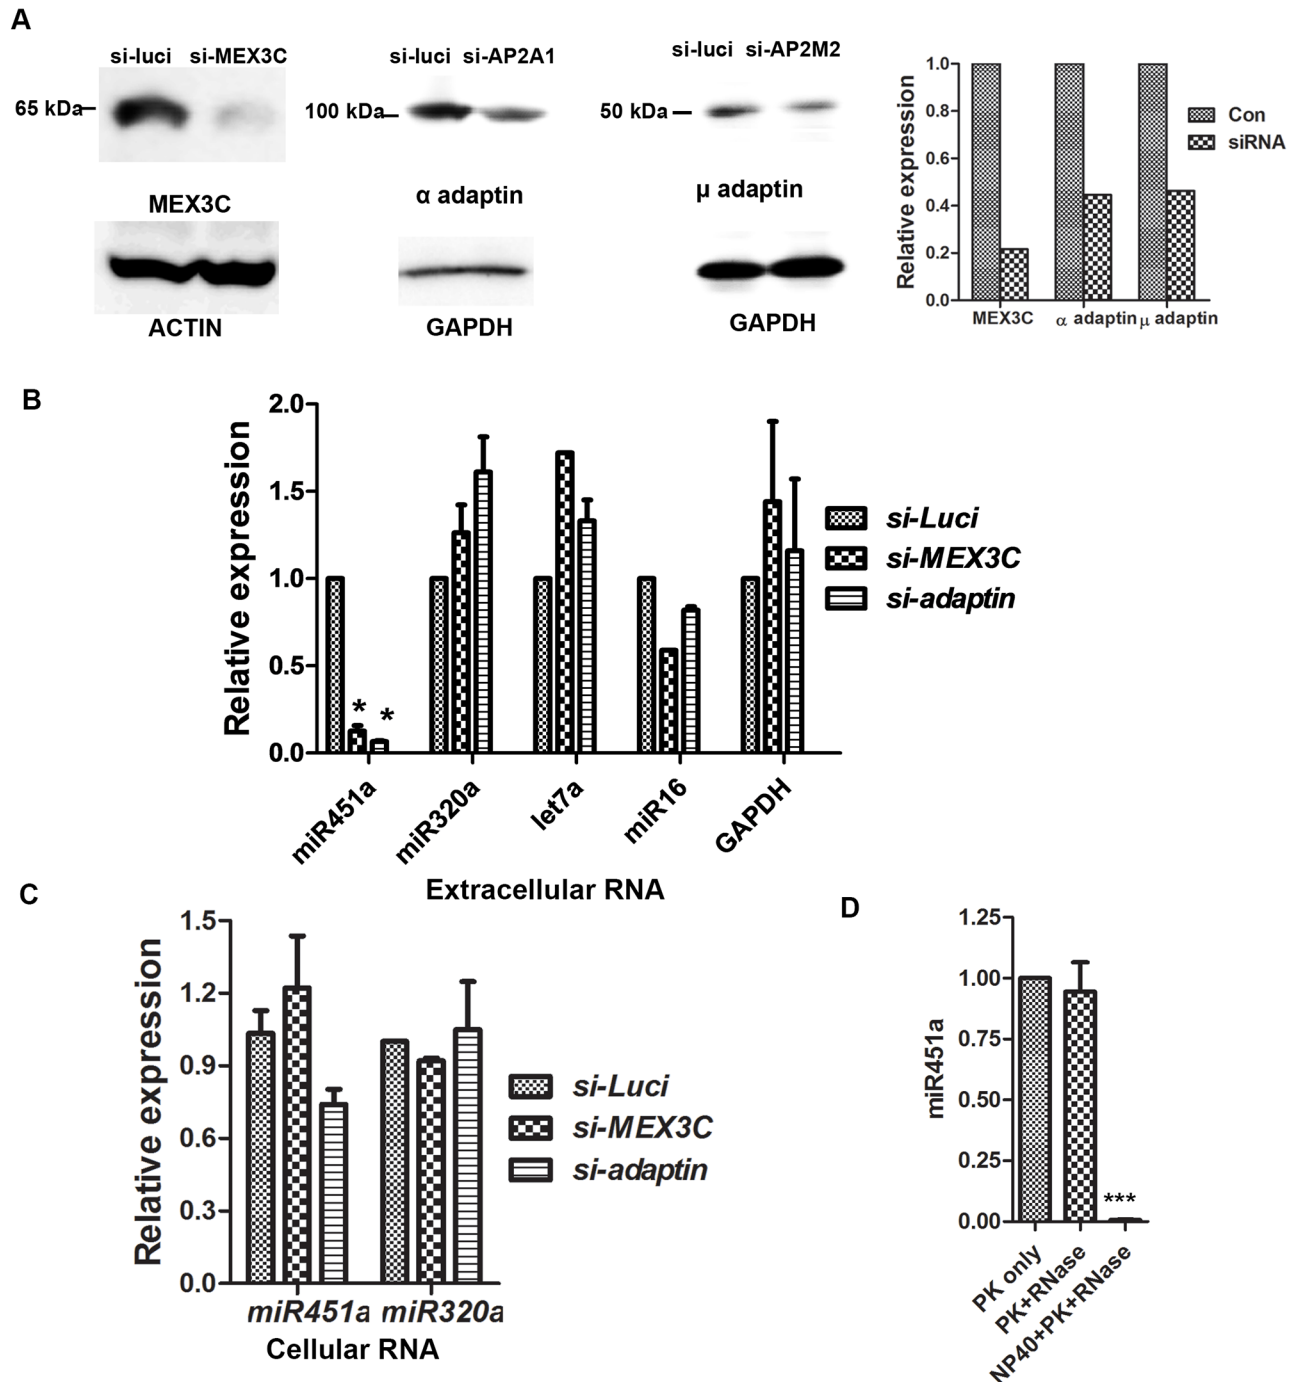 A
si-luci si-MEX3C
65 kDa
MEX3C
ACTIN
si-luci si-AP2A1
100 kDa
α adaptin
GAPDH
si-luci si-AP2M2
50 kDa
μ adaptin
GAPDH
Relative expression
1.0
0.8
0.6
0.4
0.2
0.0
MEX3C α adaptin μ adaptin
Con
siRNA
B
Relative expression
2.0
1.5
1.0
0.5
0.0
* *
miR451a miR320a let7a miR16 GAPDH
Extracellular RNA
si-Luci
si-MEX3C
si-adaptin
C
Relative expression
1.5
1.2
0.9
0.6
0.3
0.0
miR451a miR320a
Cellular RNA
si-Luci
si-MEX3C
si-adaptin
D
miR451a
1.25
1.00
0.75
0.50
0.25
0.00
***
PK only
PK+RNase
NP40+PK+RNase